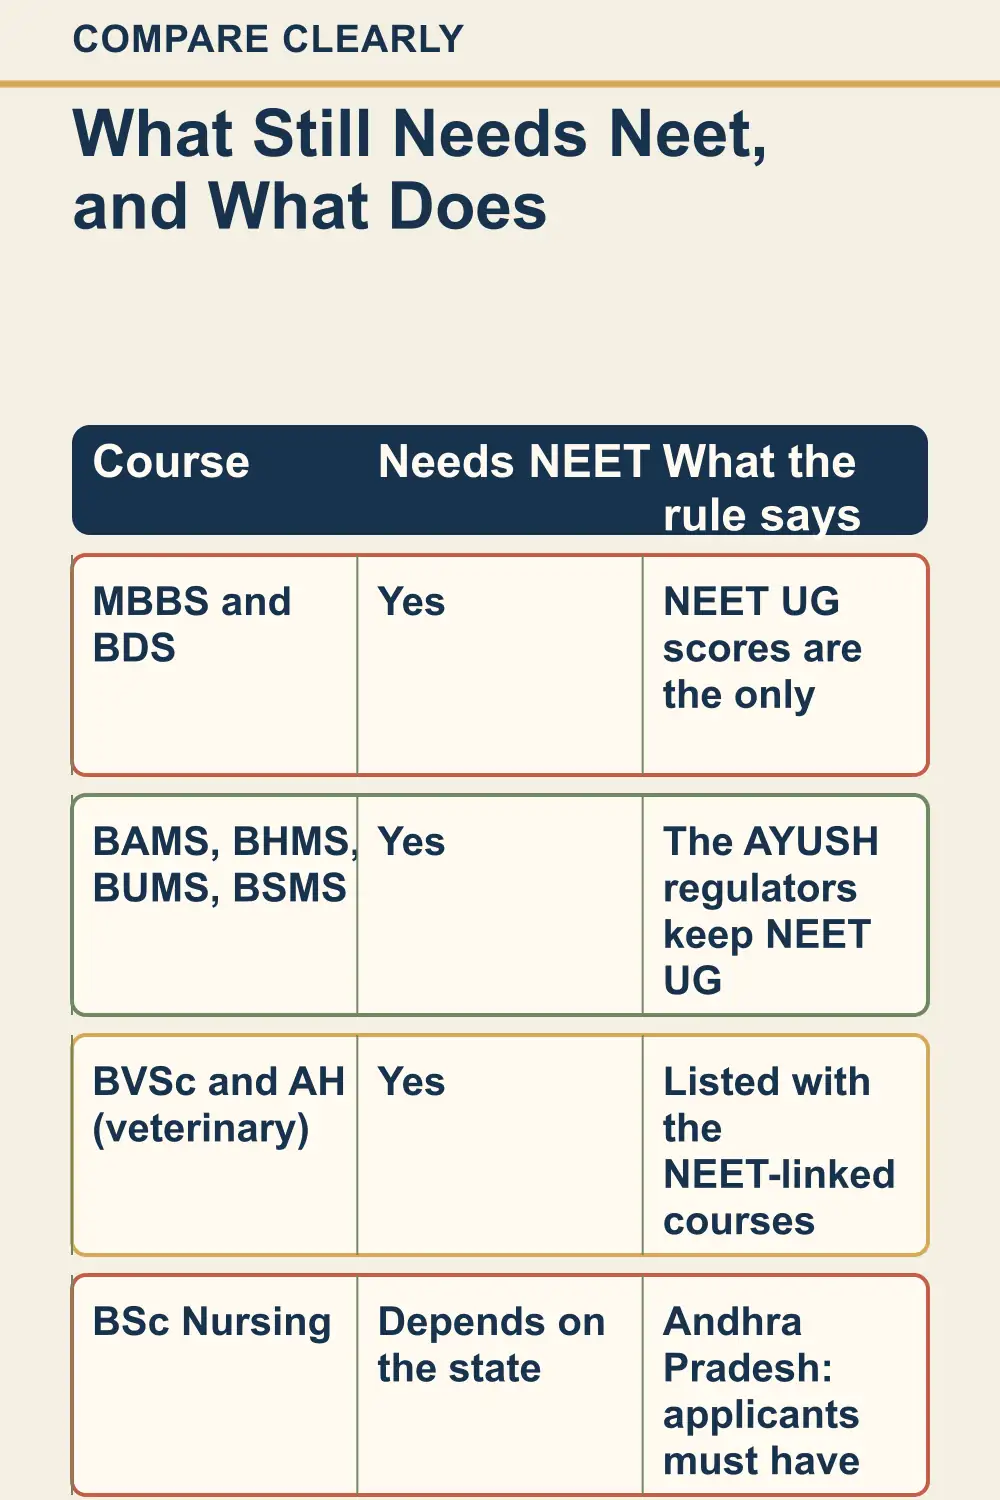 COMPARE CLEARLY
What Still Needs Neet,
and What Does
Course
Needs NEET
What the
rule says
MBBS and
BDS
Yes
NEET UG
scores are
the only
BAMS, BHMS,
BUMS, BSMS
Yes
The AYUSH
regulators
keep NEET
UG
BVSc and AH
(veterinary)
Yes
Listed with
the
NEET-linked
courses
BSc Nursing
Depends on
the state
Andhra
Pradesh:
applicants
must have